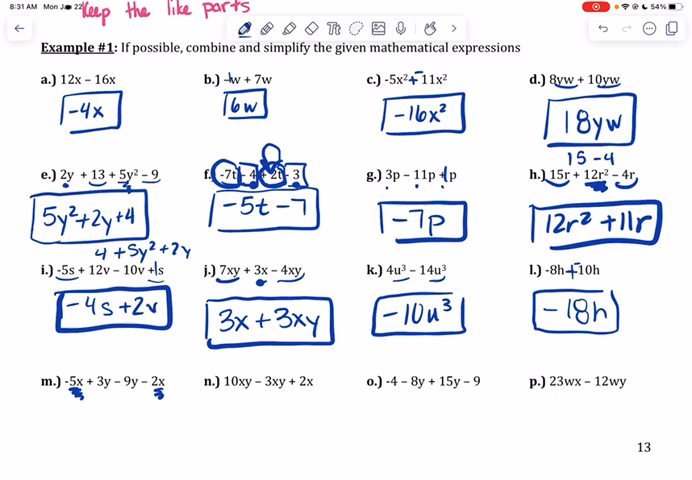 8:31 AM Mon Jan 22
54%
Keep the like parts
Tt
Example #1: If possible, combine and simplify the given mathematical expressions
a.) 12x – 16x
b.) -w + 7w
c.) -5x² – 11x²
d.) 8yw + 10yw
-4x
6w
-16x²
18yw
15 -4
e.) 2y + 13 + 5y² – 9
f.) -7t – 4 + 2t – 3
g.) 3p – 11p + p
h.) 15r + 12r² – 4r
5y² + 2y + 4
-5t - 7
-7p
12r² + 11r
4 + 5y² + 2y
i.) -5s + 12v – 10v + s
j.) 7xy + 3x – 4xy
k.) 4u³ – 14u³
l.) -8h – 10h
-4s + 2v
3x + 3xy
-10u³
-18h
m.) -5x + 3y – 9y – 2x
n.) 10xy – 3xy + 2x
o.) -4 – 8y + 15y – 9
p.) 23wx – 12wy
13